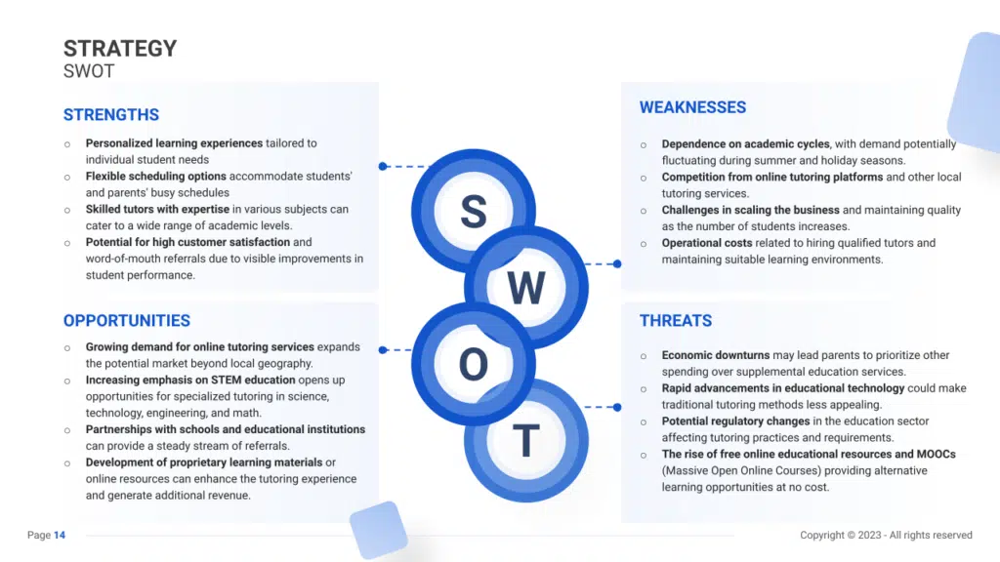 STRATEGY
SWOT
STRENGTHS
○ Personalized learning experiences tailored to
individual student needs
○ Flexible scheduling options accommodate students'
and parents' busy schedules
○ Skilled tutors with expertise in various subjects can
cater to a wide range of academic levels.
○ Potential for high customer satisfaction and
word-of-mouth referrals due to visible improvements in
student performance.
WEAKNESSES
○ Dependence on academic cycles, with demand potentially
fluctuating during summer and holiday seasons.
○ Competition from online tutoring platforms and other local
tutoring services.
○ Challenges in scaling the business and maintaining quality
as the number of students increases.
○ Operational costs related to hiring qualified tutors and
maintaining suitable learning environments.
S
W
O
T
OPPORTUNITIES
○ Growing demand for online tutoring services expands
the potential market beyond local geography.
○ Increasing emphasis on STEM education opens up
opportunities for specialized tutoring in science,
technology, engineering, and math.
○ Partnerships with schools and educational institutions
can provide a steady stream of referrals.
○ Development of proprietary learning materials or
online resources can enhance the tutoring experience
and generate additional revenue.
THREATS
○ Economic downturns may lead parents to prioritize other
spending over supplemental education services.
○ Rapid advancements in educational technology could make
traditional tutoring methods less appealing.
○ Potential regulatory changes in the education sector
affecting tutoring practices and requirements.
○ The rise of free online educational resources and MOOCs
(Massive Open Online Courses) providing alternative
learning opportunities at no cost.
Page 14
Copyright © 2023 - All rights reserved